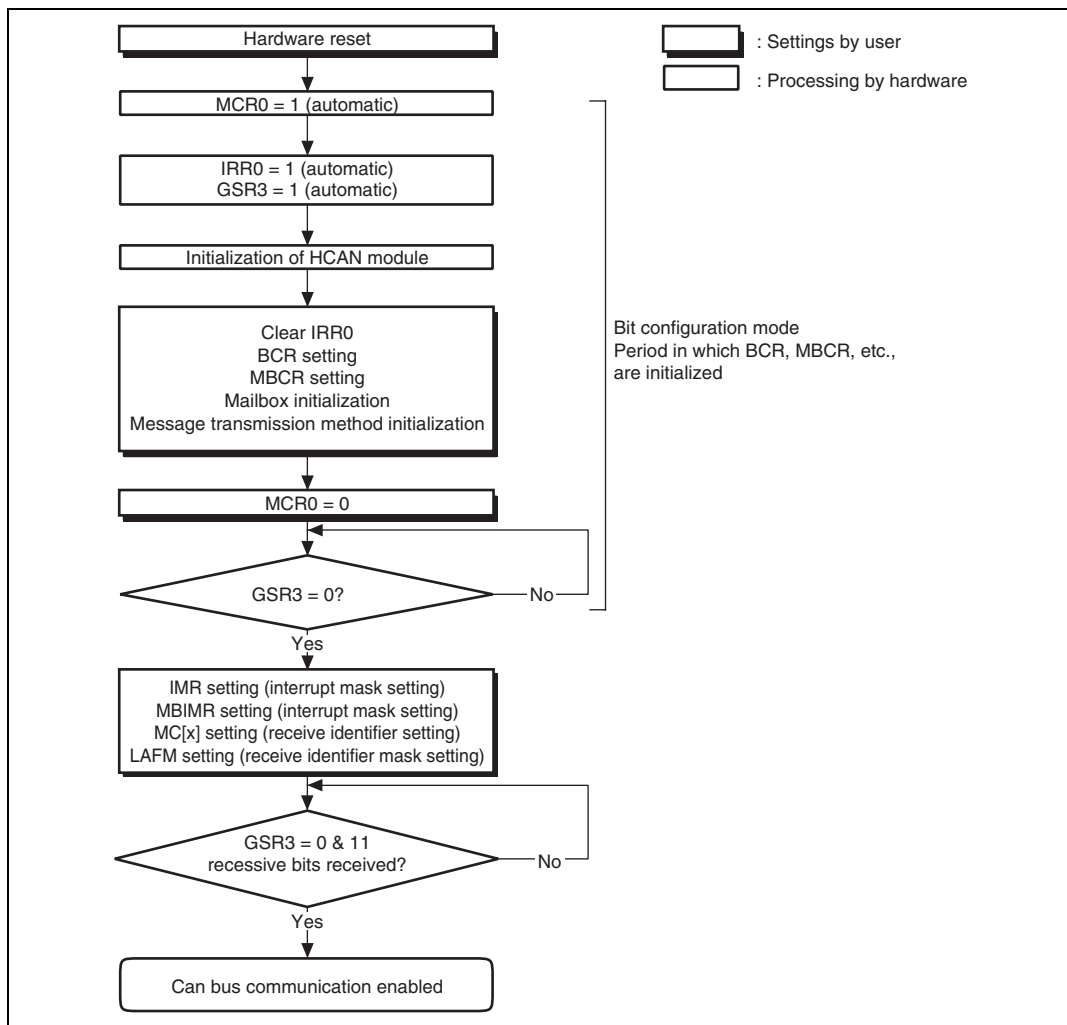 Hardware reset
: Settings by user
: Processing by hardware
MCR0 = 1 (automatic)
IRR0 = 1 (automatic)
GSR3 = 1 (automatic)
Initialization of HCAN module
Clear IRR0
BCR setting
MBCR setting
Mailbox initialization
Message transmission method initialization
Bit configuration mode
Period in which BCR, MBCR, etc.,
are initialized
MCR0 = 0
GSR3 = 0?
No
Yes
IMR setting (interrupt mask setting)
MBIMR setting (interrupt mask setting)
MC[x] setting (receive identifier setting)
LAFM setting (receive identifier mask setting)
GSR3 = 0 & 11
recessive bits received?
No
Yes
Can bus communication enabled